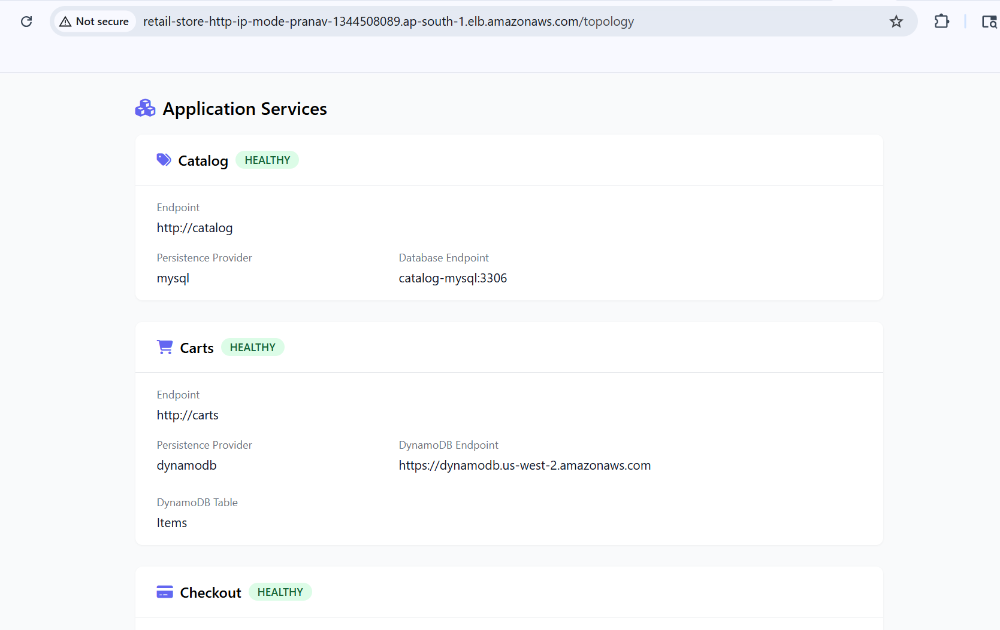 Not secure retail-store-http-ip-mode-pranav-1344508089.ap-south-1.elb.amazonaws.com/topology
Application Services
Catalog HEALTHY
Endpoint
http://catalog
Persistence Provider Database Endpoint
mysql catalog-mysql:3306
Carts HEALTHY
Endpoint
http://carts
Persistence Provider DynamoDB Endpoint
dynamodb https://dynamodb.us-west-2.amazonaws.com
DynamoDB Table
Items
Checkout HEALTHY